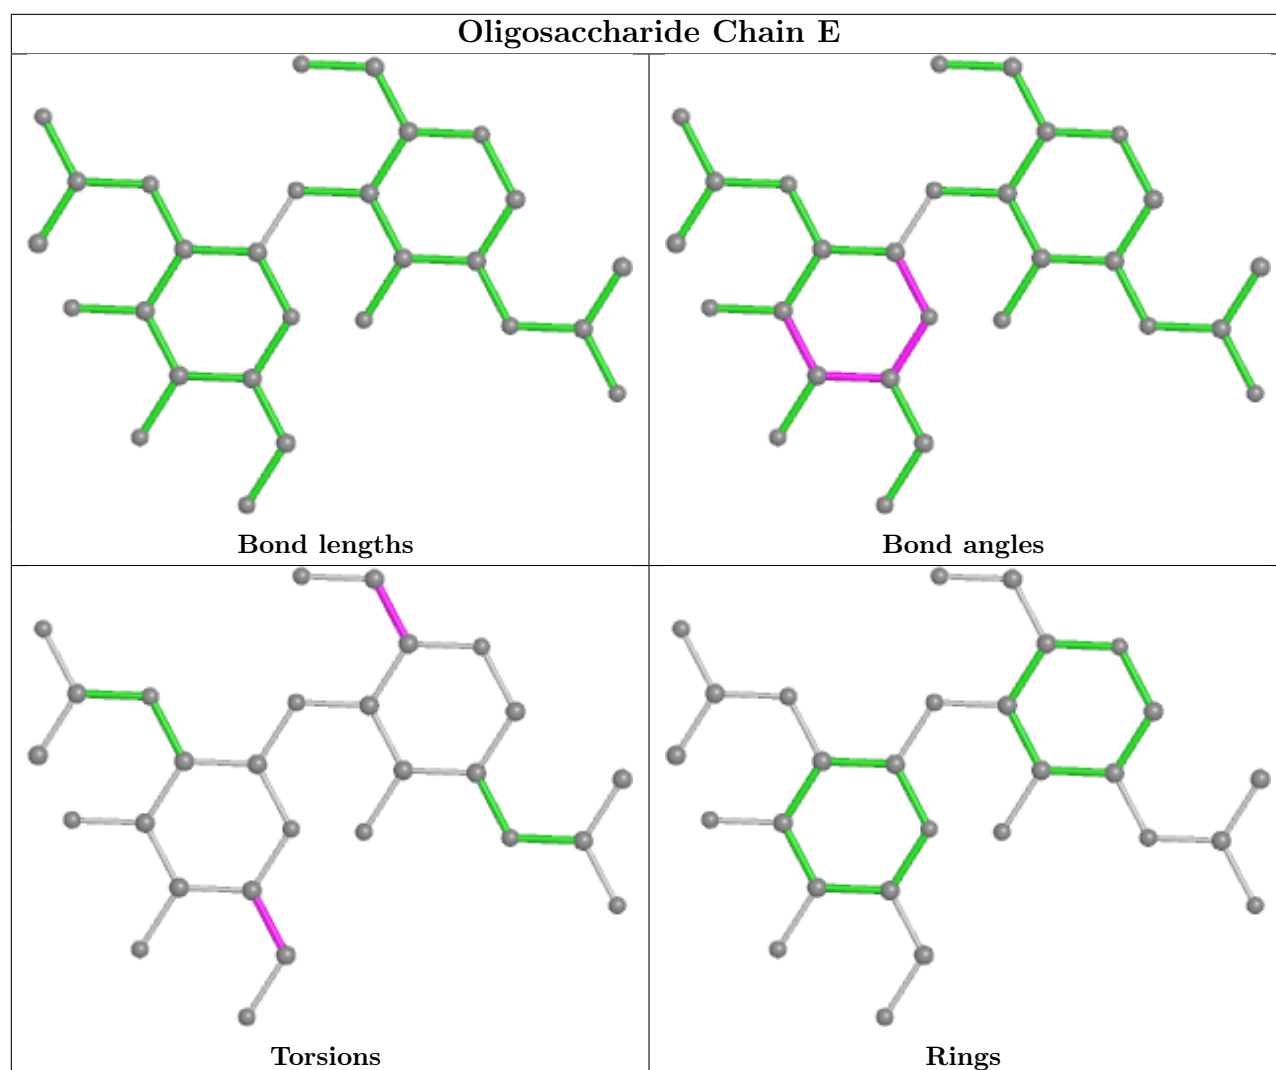 Oligosaccharide Chain E
Bond lengths
Bond angles
Torsions
Rings